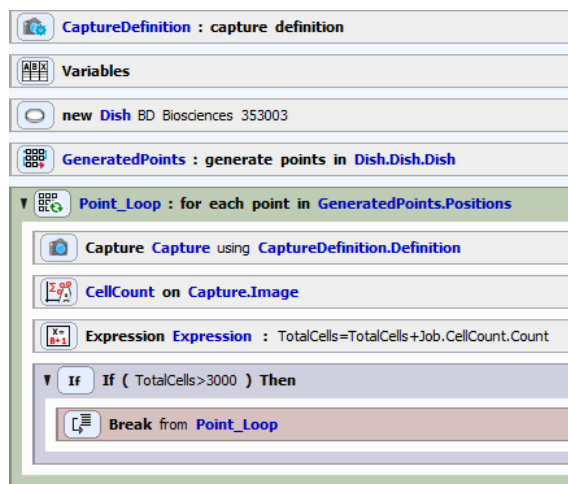 CaptureDefinition : capture definition
A B X
Variables
new Dish BD Biosciences 353003
GeneratedPoints : generate points in Dish.Dish.Dish
Point_Loop : for each point in GeneratedPoints.Positions
Capture Capture using CaptureDefinition.Definition
CellCount on Capture.Image
X=
B+1
Expression Expression : TotalCells=TotalCells+Job.CellCount.Count
If If ( TotalCells>3000 ) Then
Break from Point_Loop